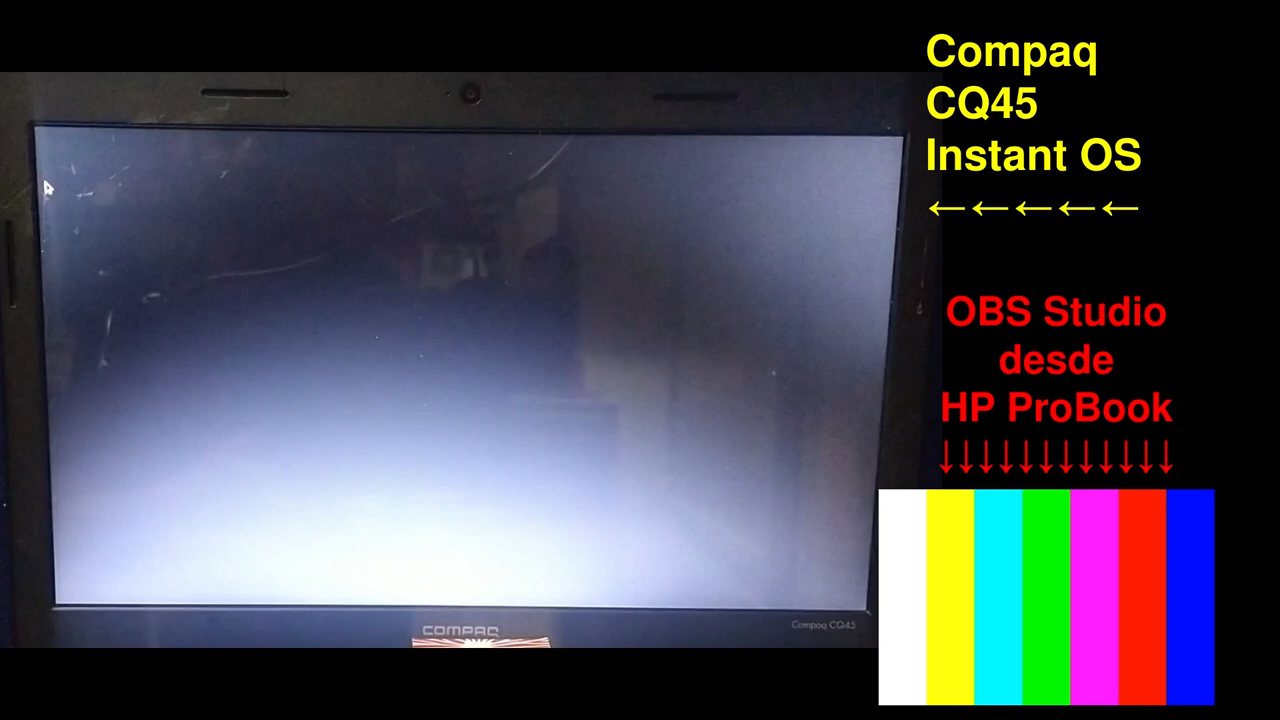 Compaq
CQ45
Instant OS
←←←←←
OBS Studio
desde
HP ProBook
↓↓↓↓↓↓↓↓↓↓↓↓
COMPAQ
Compaq CQ45